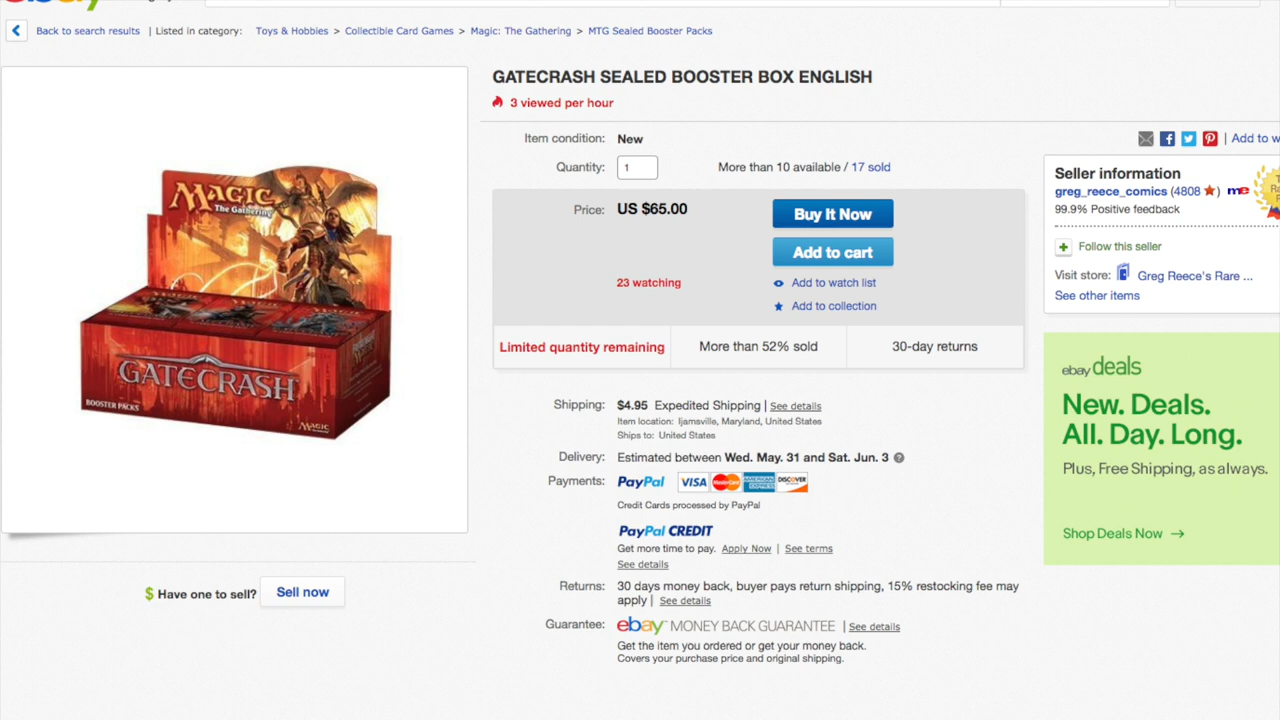 Back to search results | Listed in category: Toys & Hobbies > Collectible Card Games > Magic: The Gathering > MTG Sealed Booster Packs
GATECRASH SEALED BOOSTER BOX ENGLISH
3 viewed per hour
Item condition: New
Quantity: 1 More than 10 available / 17 sold
Price: US $65.00
Buy It Now
Add to cart
23 watching
Add to watch list
Add to collection
Limited quantity remaining
More than 52% sold
30-day returns
Shipping: $4.95 Expedited Shipping | See details
Item location: Ijamsville, Maryland, United States
Ships to: United States
Delivery: Estimated between Wed. May. 31 and Sat. Jun. 3
Payments: PayPal VISA MasterCard AMERICAN EXPRESS DISCOVER
Credit Cards processed by PayPal
PayPal CREDIT
Get more time to pay. Apply Now | See terms
See details
Returns: 30 days money back, buyer pays return shipping, 15% restocking fee may
apply | See details
Guarantee: ebay MONEY BACK GUARANTEE | See details
Get the item you ordered or get your money back.
Covers your purchase price and original shipping.
MAGIC
The Gathering
GATECRASH
BOOSTER PACKS
MAGIC
$ Have one to sell? Sell now
| Add to w
Seller information
greg_reece_comics (4808 ) me
99.9% Positive feedback
Follow this seller
Visit store: Greg Reece's Rare ...
See other items
ebay deals
New. Deals.
All. Day. Long.
Plus, Free Shipping, as always.
Shop Deals Now